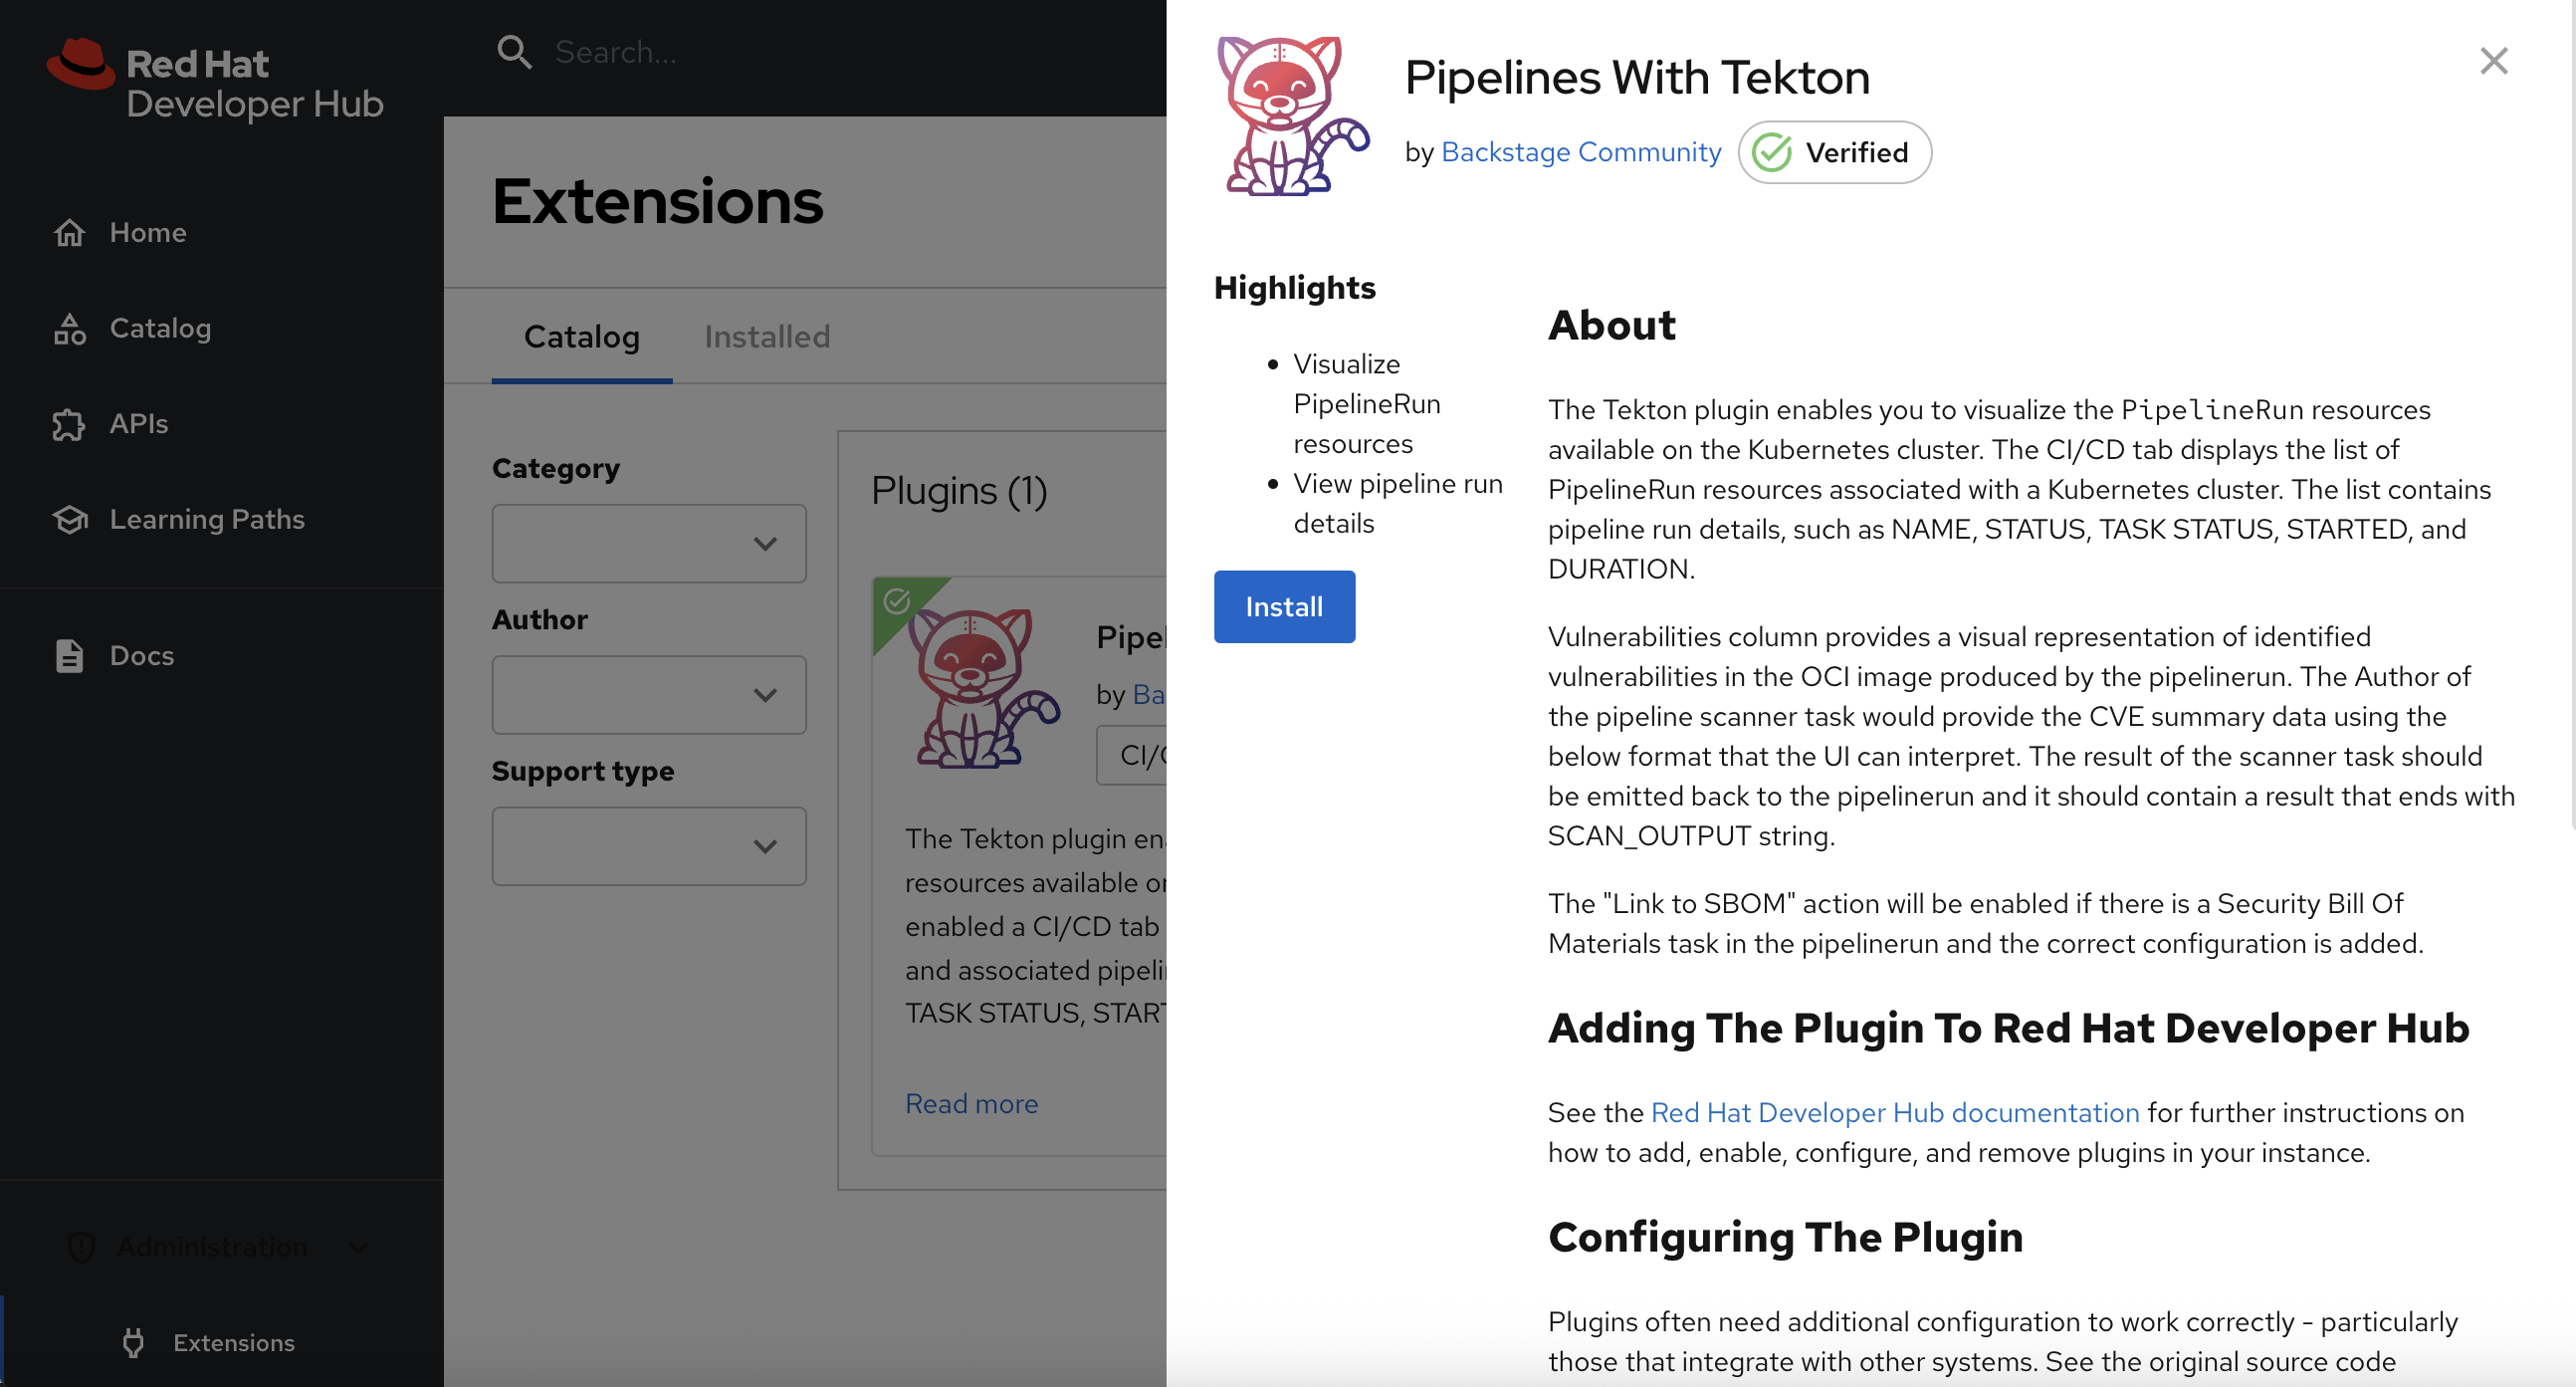 Red Hat
Developer Hub
Home
Catalog
APIs
Learning Paths
Docs
Administration
Extensions
Search...
Extensions
Catalog
Installed
Category
Author
Support type
Plugins (1)
Pipel
by Ba
CI/C
The Tekton plugin en
resources available o
enabled a CI/CD tab
and associated pipeli
TASK STATUS, START
Read more
Pipelines With Tekton
by Backstage Community
Verified
Highlights
• Visualize
PipelineRun
resources
• View pipeline run
details
Install
About
The Tekton plugin enables you to visualize the PipelineRun resources
available on the Kubernetes cluster. The CI/CD tab displays the list of
PipelineRun resources associated with a Kubernetes cluster. The list contains
pipeline run details, such as NAME, STATUS, TASK STATUS, STARTED, and
DURATION.
Vulnerabilities column provides a visual representation of identified
vulnerabilities in the OCI image produced by the pipelinerun. The Author of
the pipeline scanner task would provide the CVE summary data using the
below format that the UI can interpret. The result of the scanner task should
be emitted back to the pipelinerun and it should contain a result that ends with
SCAN_OUTPUT string.
The "Link to SBOM" action will be enabled if there is a Security Bill Of
Materials task in the pipelinerun and the correct configuration is added.
Adding The Plugin To Red Hat Developer Hub
See the Red Hat Developer Hub documentation for further instructions on
how to add, enable, configure, and remove plugins in your instance.
Configuring The Plugin
Plugins often need additional configuration to work correctly - particularly
those that integrate with other systems. See the original source code